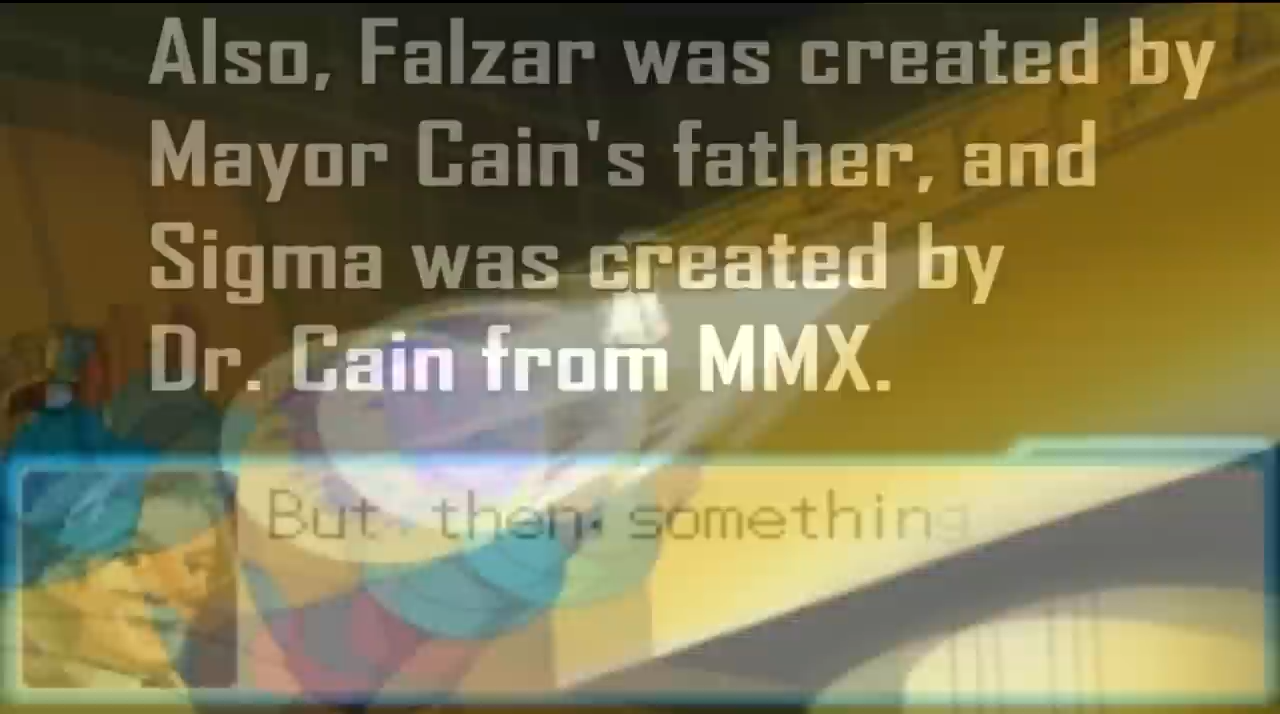 Also, Falzar was created by
Mayor Cain's father, and
Sigma was created by
Dr. Cain from MMX.
But then something